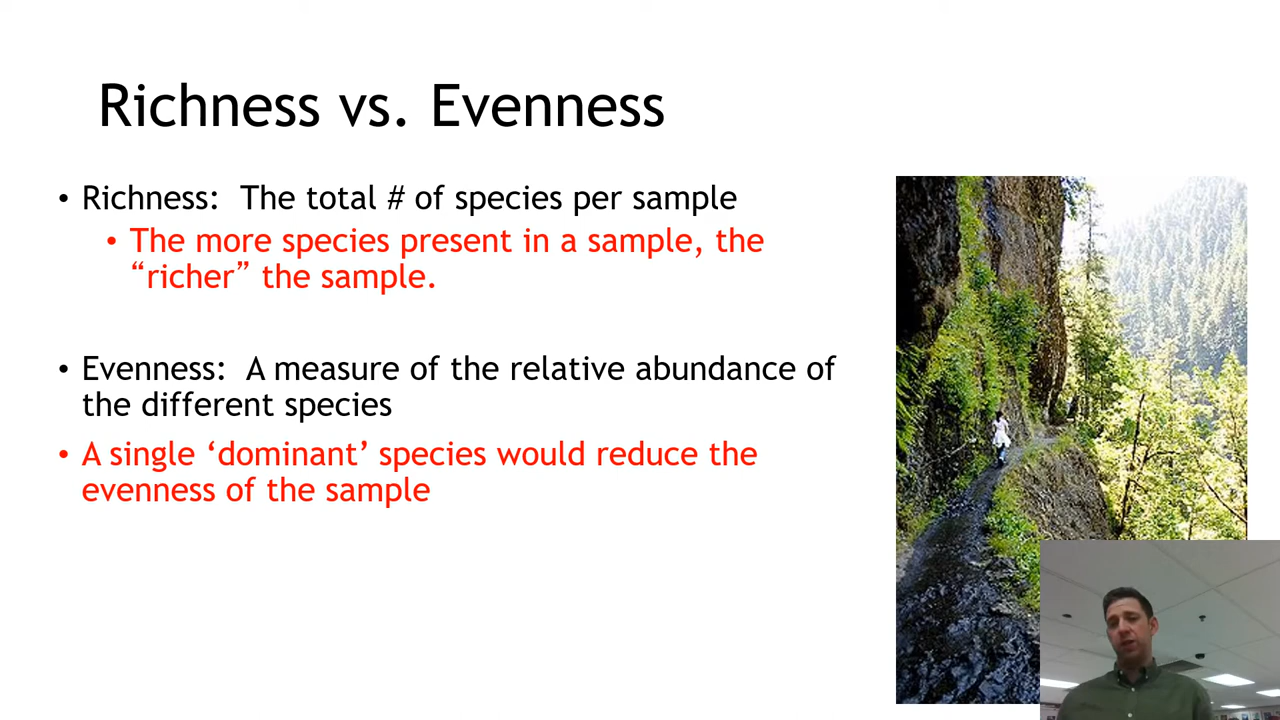 Richness vs. Evenness
• Richness:  The total # of species per sample
• The more species present in a sample, the
“richer” the sample.
• Evenness:  A measure of the relative abundance of
the different species
• A single ‘dominant’ species would reduce the
evenness of the sample